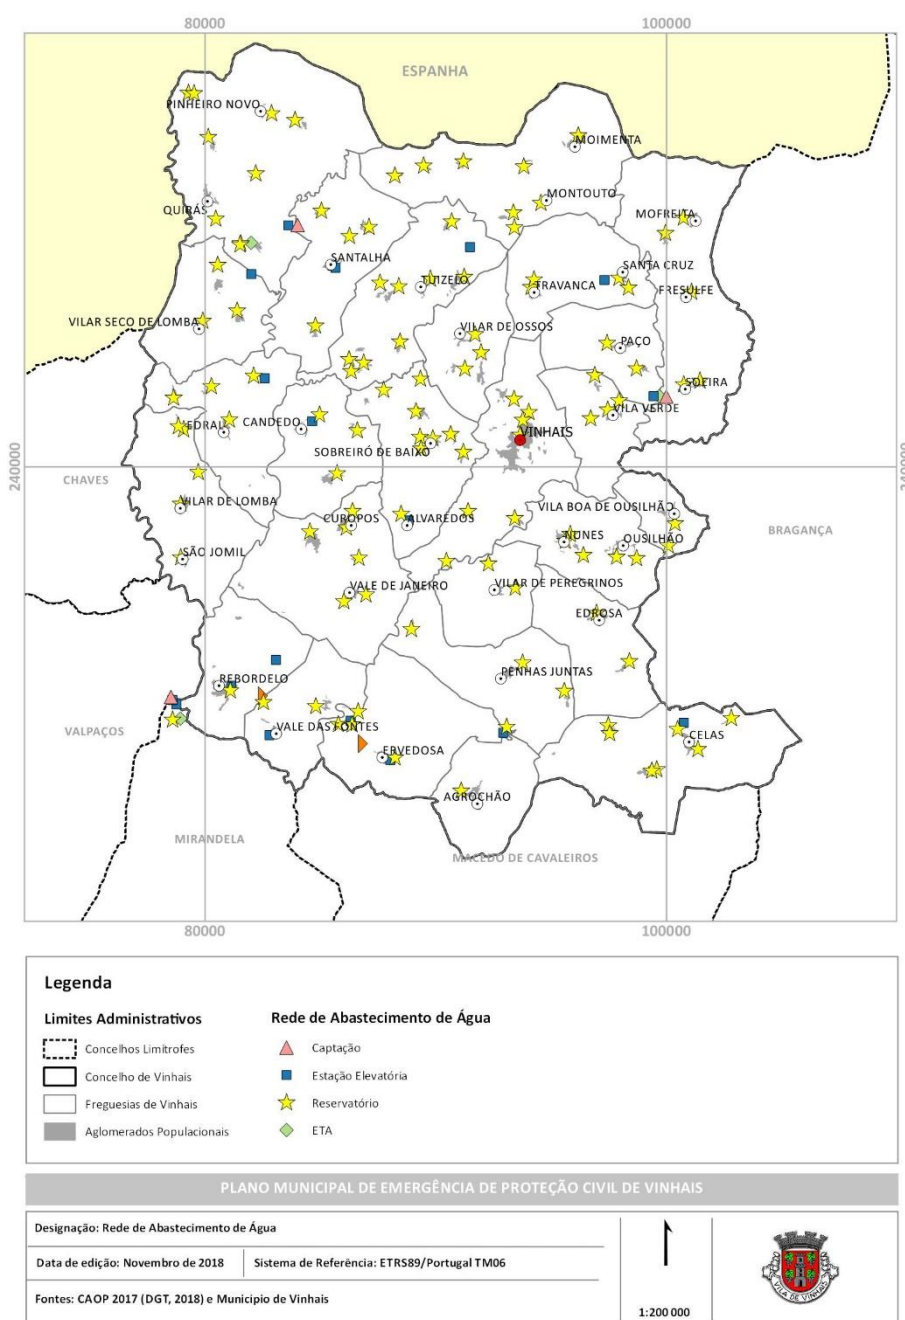 80000 100000
ESPANHA
PINHEIRO NOVO
MOIMENTA
MONTOUTO
QUIRÁS
MOFREITA
SANTALHA
SANTA CRUZ
TUIZELO
TRAVANCA
FRESULFE
VILAR SECO DE LOMBA
VILAR DE OSSOS
PAÇO
SOEIRA
VILA VERDE
EDRAL
CANDEDO
VINHAIS
SOBREIRÓ DE BAIXO
240000 240000
CHAVES
VILAR DE LOMBA
VILA BOA DE OUSILHÃO
CUROPOS
ALVAREDOS
BRAGANÇA
NUNES
OUSILHÃO
SÃO JOMIL
VALE DE JANEIRO
VILAR DE PEREGRINOS
EDROSA
REBORDELO
PENHAS JUNTAS
VALPAÇOS
VALE DAS FONTES
CELAS
ERVEDOSA
AGROCHÃO
MIRANDELA
MACEDO DE CAVALEIROS
80000 100000
Legenda
Limites Administrativos
Concelhos Limítrofes
Concelho de Vinhais
Freguesias de Vinhais
Aglomerados Populacionais
Rede de Abastecimento de Água
Captação
Estação Elevatória
Reservatório
ETA
PLANO MUNICIPAL DE EMERGÊNCIA DE PROTEÇÃO CIVIL DE VINHAIS
Designação: Rede de Abastecimento de Água
Data de edição: Novembro de 2018 Sistema de Referência: ETRS89/Portugal TM06
Fontes: CAOP 2017 (DGT, 2018) e Município de Vinhais
1:200 000
VILA DE VINHAIS